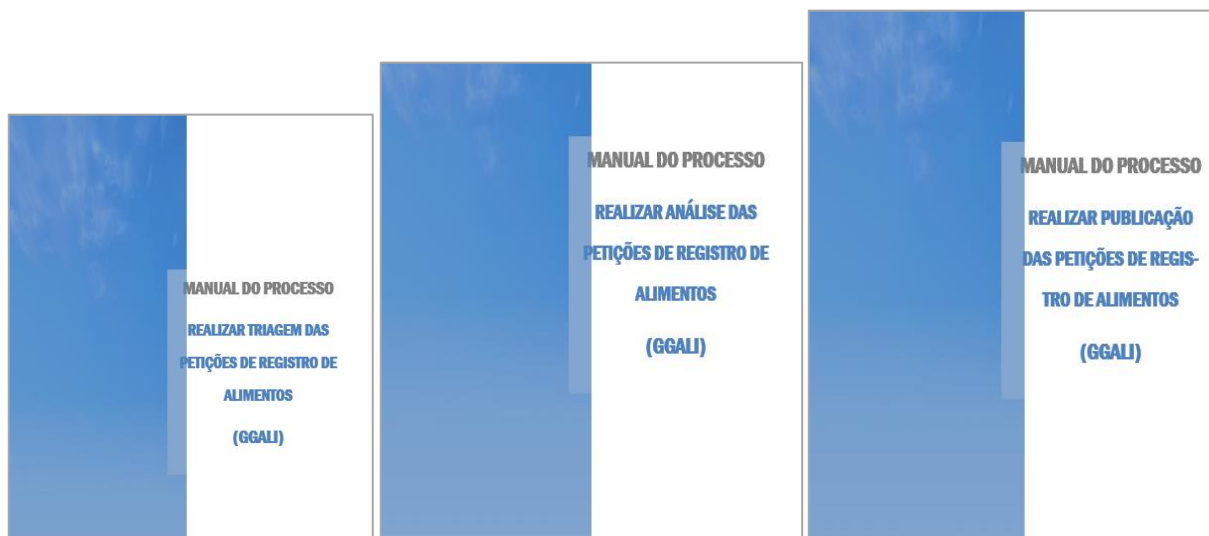 MANUAL DO PROCESSO
REALIZAR TRIAGEM DAS
PETIÇÕES DE REGISTRO DE
ALIMENTOS
(GGALI)
MANUAL DO PROCESSO
REALIZAR ANÁLISE DAS
PETIÇÕES DE REGISTRO DE
ALIMENTOS
(GGALI)
MANUAL DO PROCESSO
REALIZAR PUBLICAÇÃO
DAS PETIÇÕES DE REGIS-
TRO DE ALIMENTOS
(GGALI)